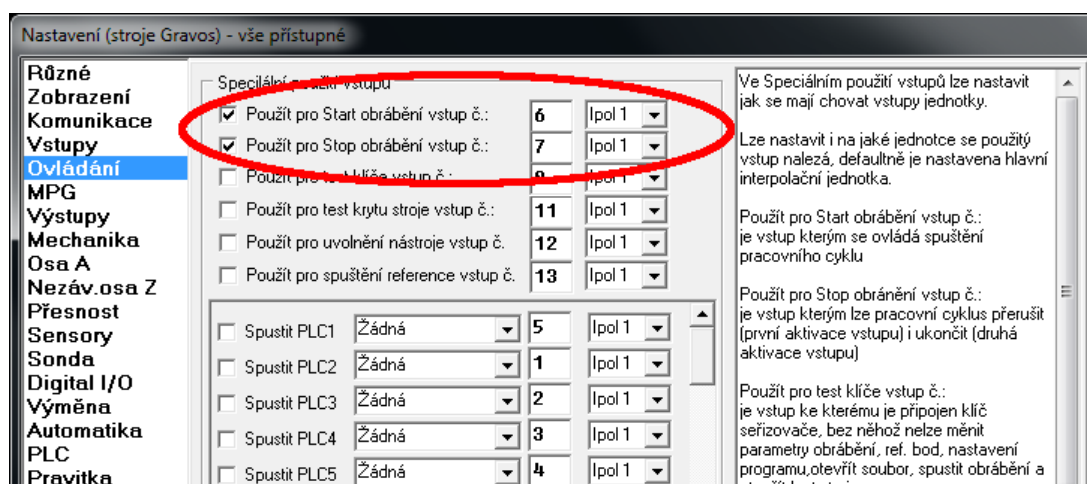 Nastavení (stroje Gravos) - vše přístupné
Různé
Zobrazení
Komunikace
Vstupy
Ovládání
MPG
Výstupy
Mechanika
Osa A
Nezáv.osa Z
Přesnost
Sensory
Sonda
Digital I/O
Výměna
Automatika
PLC
Pravitka
Použít pro Start obrábění vstup č.: 6 Ipol 1
Použít pro Stop obrábění vstup č.: 7 Ipol 1
Použít pro test klíče vstup č.: Ipol 1
Použít pro test krytu stroje vstup č.: 11 Ipol 1
Použít pro uvolnění nástroje vstup č. 12 Ipol 1
Použít pro spuštění reference vstup č. 13 Ipol 1
Spustit PLC1 Žádná 5 Ipol 1
Spustit PLC2 Žádná 1 Ipol 1
Spustit PLC3 Žádná 2 Ipol 1
Spustit PLC4 Žádná 3 Ipol 1
Spustit PLC5 Žádná 4 Ipol 1
Ve Speciálním použití vstupů lze nastavit
jak se mají chovat vstupy jednotky.
Lze nastavit i na jaké jednotce se použitý
vstup nalezá, defaultně je nastavena hlavní
interpolační jednotka.
Použít pro Start obrábění vstup č.:
je vstup kterým se ovládá spuštění
pracovního cyklu
Použít pro Stop obránění vstup č.:
je vstup kterým lze pracovní cyklus přerušit
(první aktivace vstupu) i ukončit (druhá
aktivace vstupu)
Použít pro test klíče vstup č.:
je vstup ke kterému je připojen klíč
seřizovače, bez něhož nelze měnit
parametry obrábění, ref. bod, nastavení
programu,otevřít soubor, spustit obrábění a